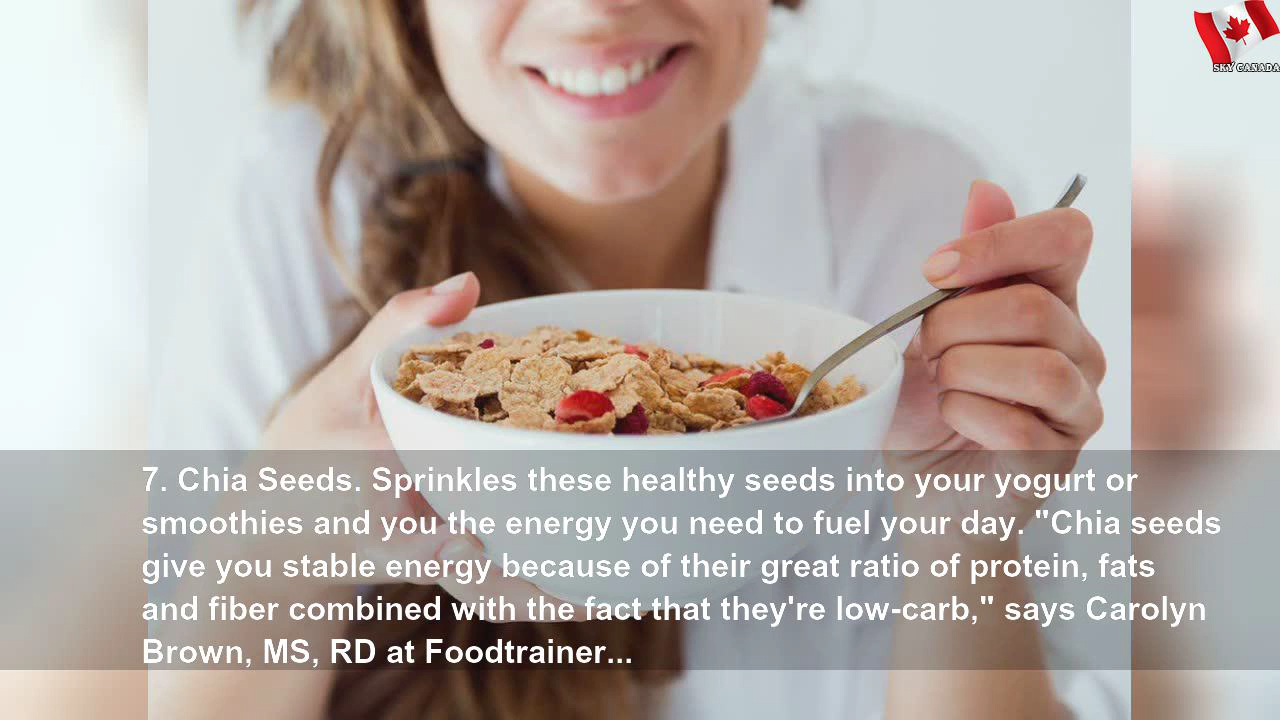 SKY CANADA
7. Chia Seeds. Sprinkles these healthy seeds into your yogurt or
smoothies and you the energy you need to fuel your day. "Chia seeds
give you stable energy because of their great ratio of protein, fats
and fiber combined with the fact that they're low-carb," says Carolyn
Brown, MS, RD at Foodtrainer...